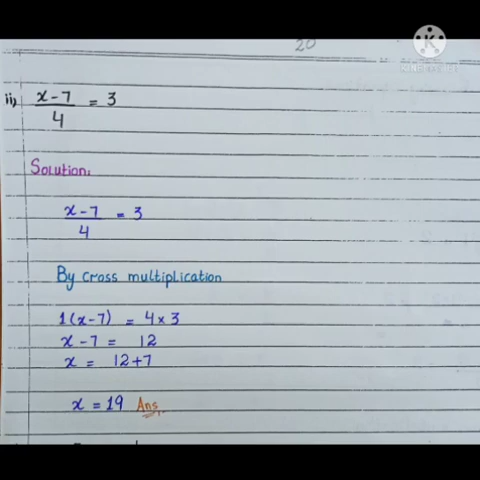 20
K
ii) x-7/4 = 3
Solution:
x-7/4 = 3
By cross multiplication
1(x-7) = 4×3
x-7 = 12
x = 12+7
x = 19 Ans,